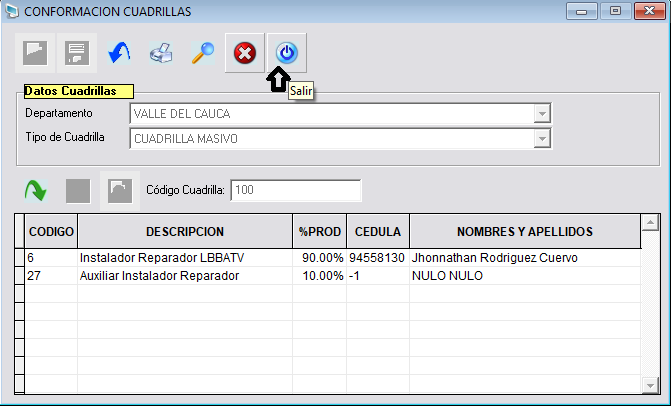 CONFORMACION CUADRILLAS
Salir
Datos Cuadrillas
Departamento VALLE DEL CAUCA
Tipo de Cuadrilla CUADRILLA MASIVO
Código Cuadrilla: 100
CODIGO DESCRIPCION %PROD CEDULA NOMBRES Y APELLIDOS
6 Instalador Reparador LBBATV 90.00% 94558130 Jhonnathan Rodriguez Cuervo
27 Auxiliar Instalador Reparador 10.00% -1 NULO NULO